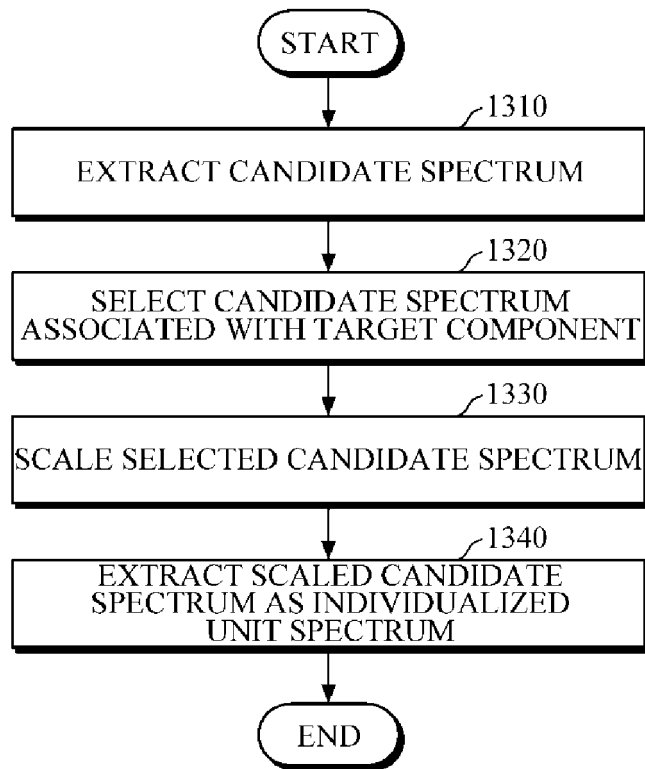 START
1310
EXTRACT CANDIDATE SPECTRUM
1320
SELECT CANDIDATE SPECTRUM
ASSOCIATED WITH TARGET COMPONENT
1330
SCALE SELECTED CANDIDATE SPECTRUM
1340
EXTRACT SCALED CANDIDATE
SPECTRUM AS INDIVIDUALIZED
UNIT SPECTRUM
END